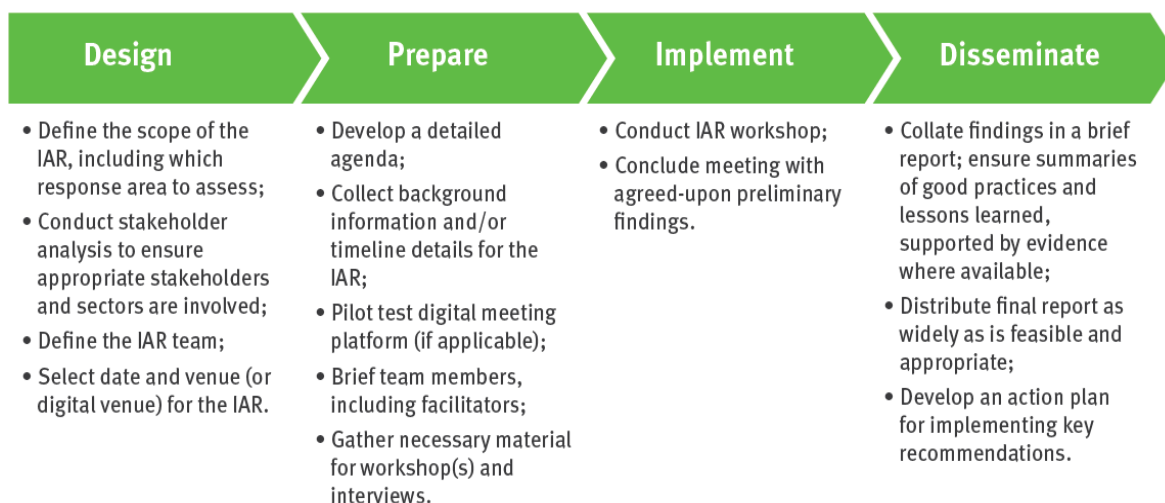 Design
• Define the scope of the
IAR, including which
response area to assess;
• Conduct stakeholder
analysis to ensure
appropriate stakeholders
and sectors are involved;
• Define the IAR team;
• Select date and venue (or
digital venue) for the IAR.
Prepare
• Develop a detailed
agenda;
• Collect background
information and/or
timeline details for the
IAR;
• Pilot test digital meeting
platform (if applicable);
• Brief team members,
including facilitators;
• Gather necessary material
for workshop(s) and
interviews.
Implement
• Conduct IAR workshop;
• Conclude meeting with
agreed-upon preliminary
findings.
Disseminate
• Collate findings in a brief
report; ensure summaries
of good practices and
lessons learned,
supported by evidence
where available;
• Distribute final report as
widely as is feasible and
appropriate;
• Develop an action plan
for implementing key
recommendations.